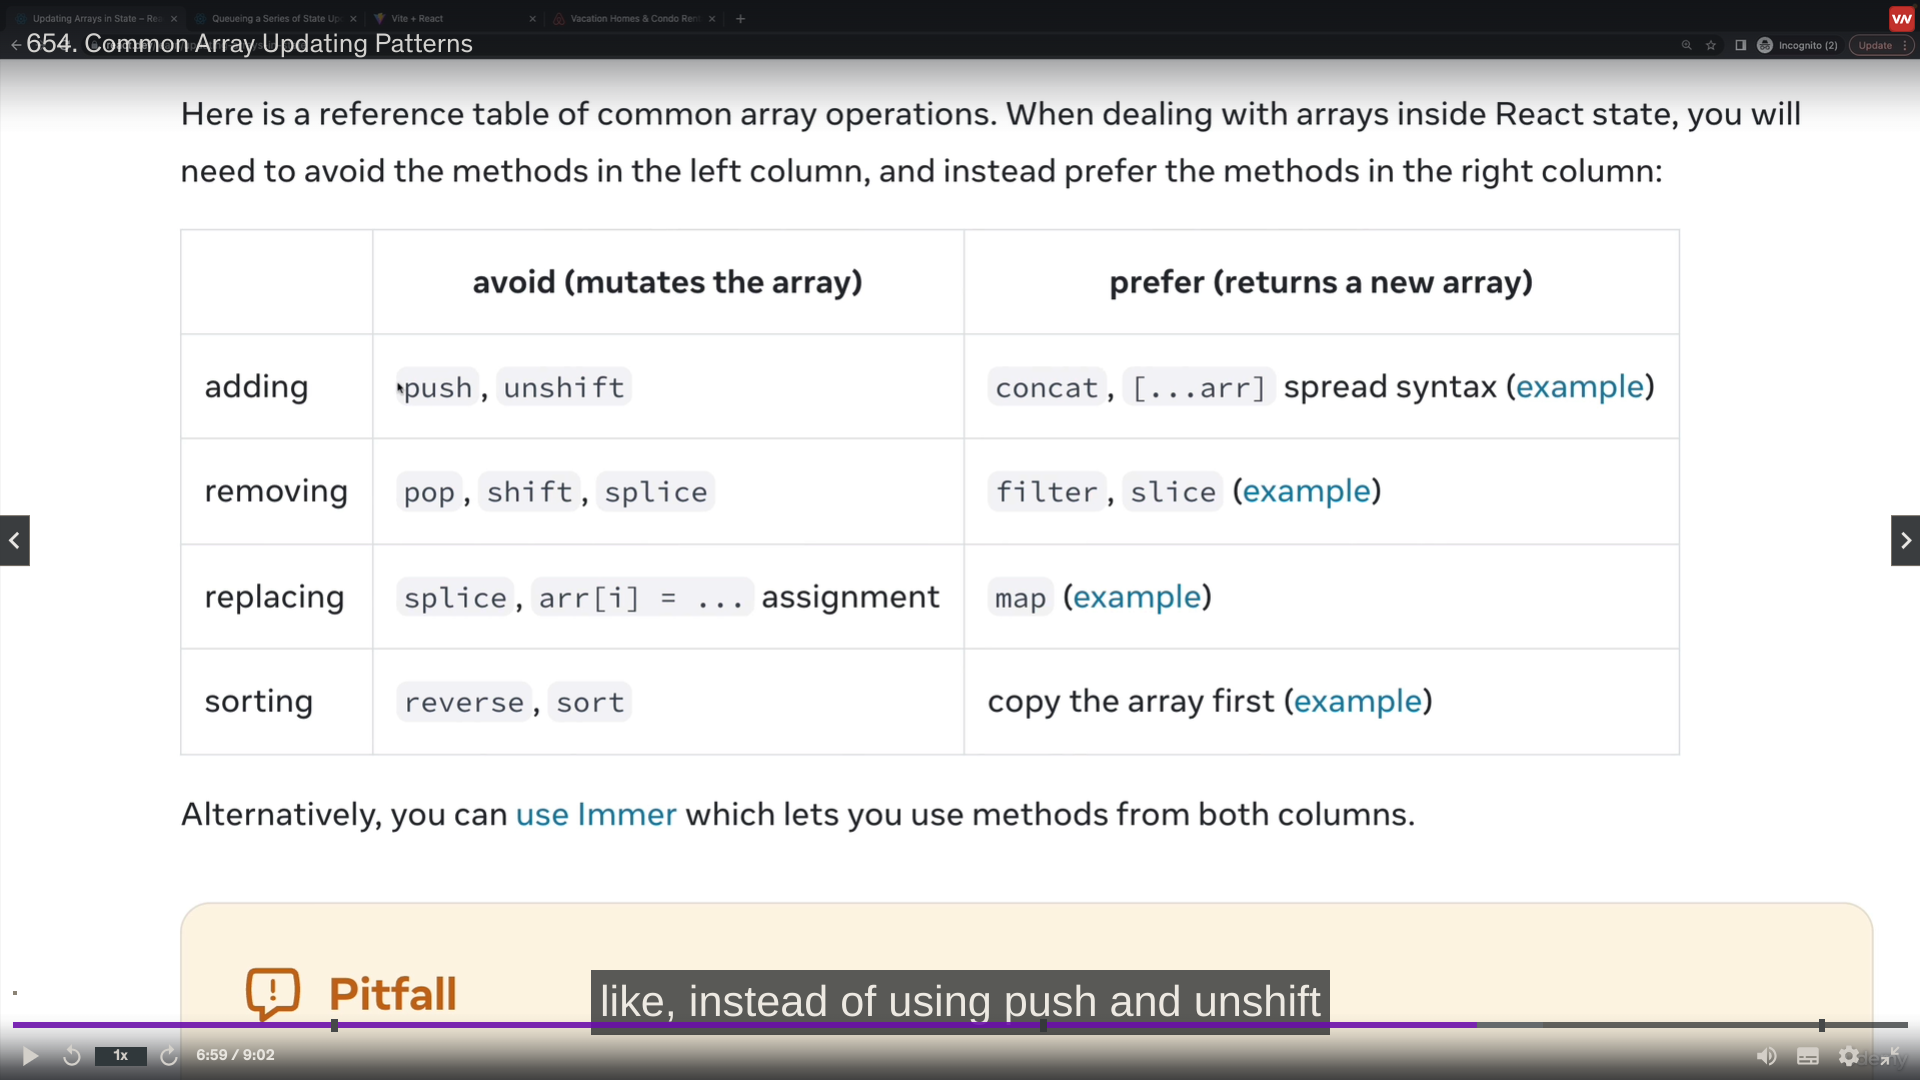 Updating Arrays in State – Rea
Queueing a Series of State Up
Vite + React
Vacation Homes & Condo Ren
VN
654. Common Array Updating Patterns
Incognito (2)
Update
Here is a reference table of common array operations. When dealing with arrays inside React state, you will
need to avoid the methods in the left column, and instead prefer the methods in the right column:
avoid (mutates the array) prefer (returns a new array)
adding push, unshift concat, [...arr] spread syntax (example)
removing pop, shift, splice filter, slice (example)
replacing splice, arr[i] = ... assignment map (example)
sorting reverse, sort copy the array first (example)
Alternatively, you can use Immer which lets you use methods from both columns.
Pitfall
like, instead of using push and unshift
1x 6:59 / 9:02